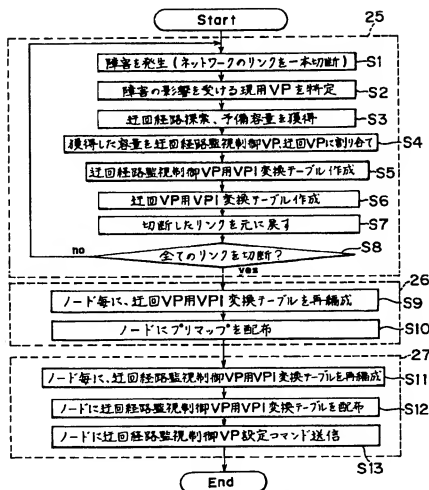 Start
25
障害を発生(ネットワークのリンクを一本切断) S1
障害の影響を受ける現用VPを特定 S2
迂回経路探索、予備容量を獲得 S3
獲得した容量を迂回経路監視制御VP、迂回VPに割り当て S4
迂回経路監視制御VP用VPI変換テーブル作成 S5
迂回VP用VPI変換テーブル作成 S6
切断したリンクを元に戻す S7
no
全てのリンクを切断? S8
yes
26
ノード毎に、迂回VP用VPI変換テーブルを再編成 S9
ノードにプリマップを配布 S10
27
ノード毎に、迂回経路監視制御VP用VPI変換テーブルを再編成 S11
ノードに迂回経路監視制御VP用VPI変換テーブルを配布 S12
ノードに迂回経路監視制御VP設定コマンド送信 S13
End